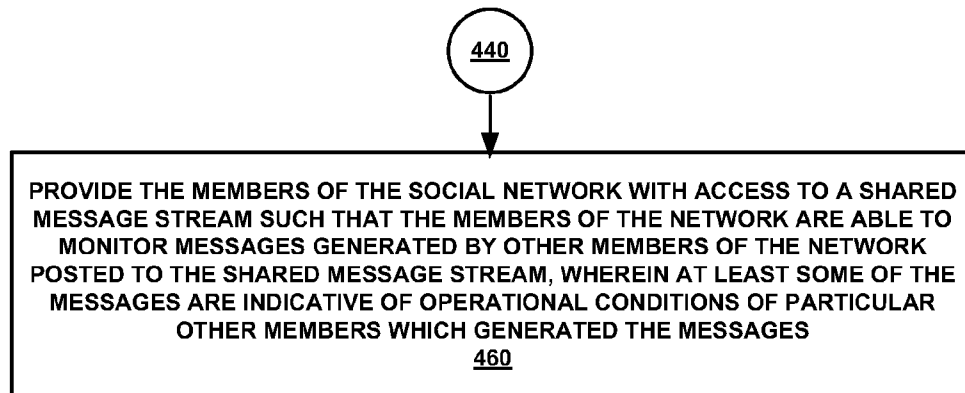 440
PROVIDE THE MEMBERS OF THE SOCIAL NETWORK WITH ACCESS TO A SHARED
MESSAGE STREAM SUCH THAT THE MEMBERS OF THE NETWORK ARE ABLE TO
MONITOR MESSAGES GENERATED BY OTHER MEMBERS OF THE NETWORK
POSTED TO THE SHARED MESSAGE STREAM, WHEREIN AT LEAST SOME OF THE
MESSAGES ARE INDICATIVE OF OPERATIONAL CONDITIONS OF PARTICULAR
OTHER MEMBERS WHICH GENERATED THE MESSAGES
460